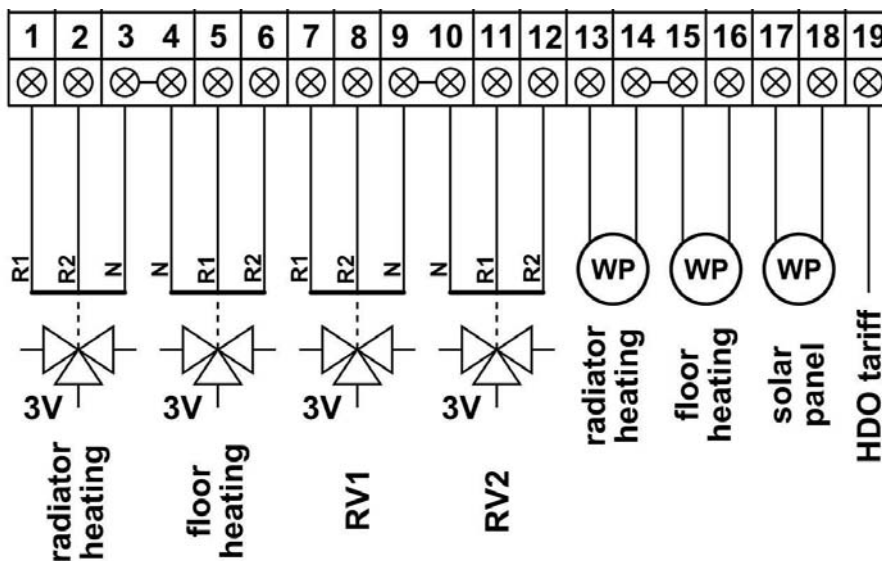 1 2 3 4 5 6 7 8 9 10 11 12 13 14 15 16 17 18 19
R1 R2 N N R1 R2 R1 R2 N N R1 R2
WP WP WP
3V 3V 3V 3V
radiator
heating
floor
heating
RV1
RV2
radiator
heating
floor
heating
solar
panel
HDO tariff